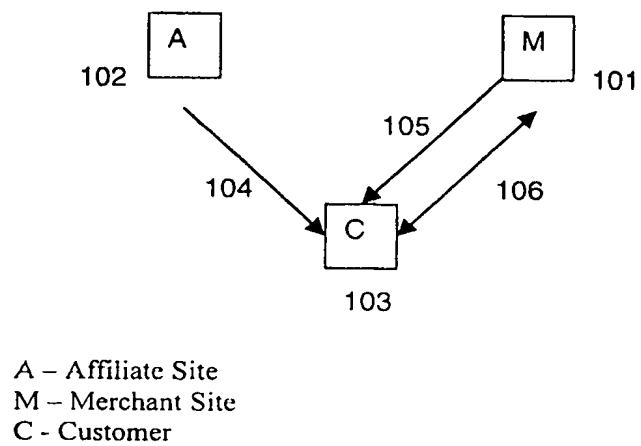 A
M
102
101
105
104
106
C
103
A – Affiliate Site
M – Merchant Site
C - Customer